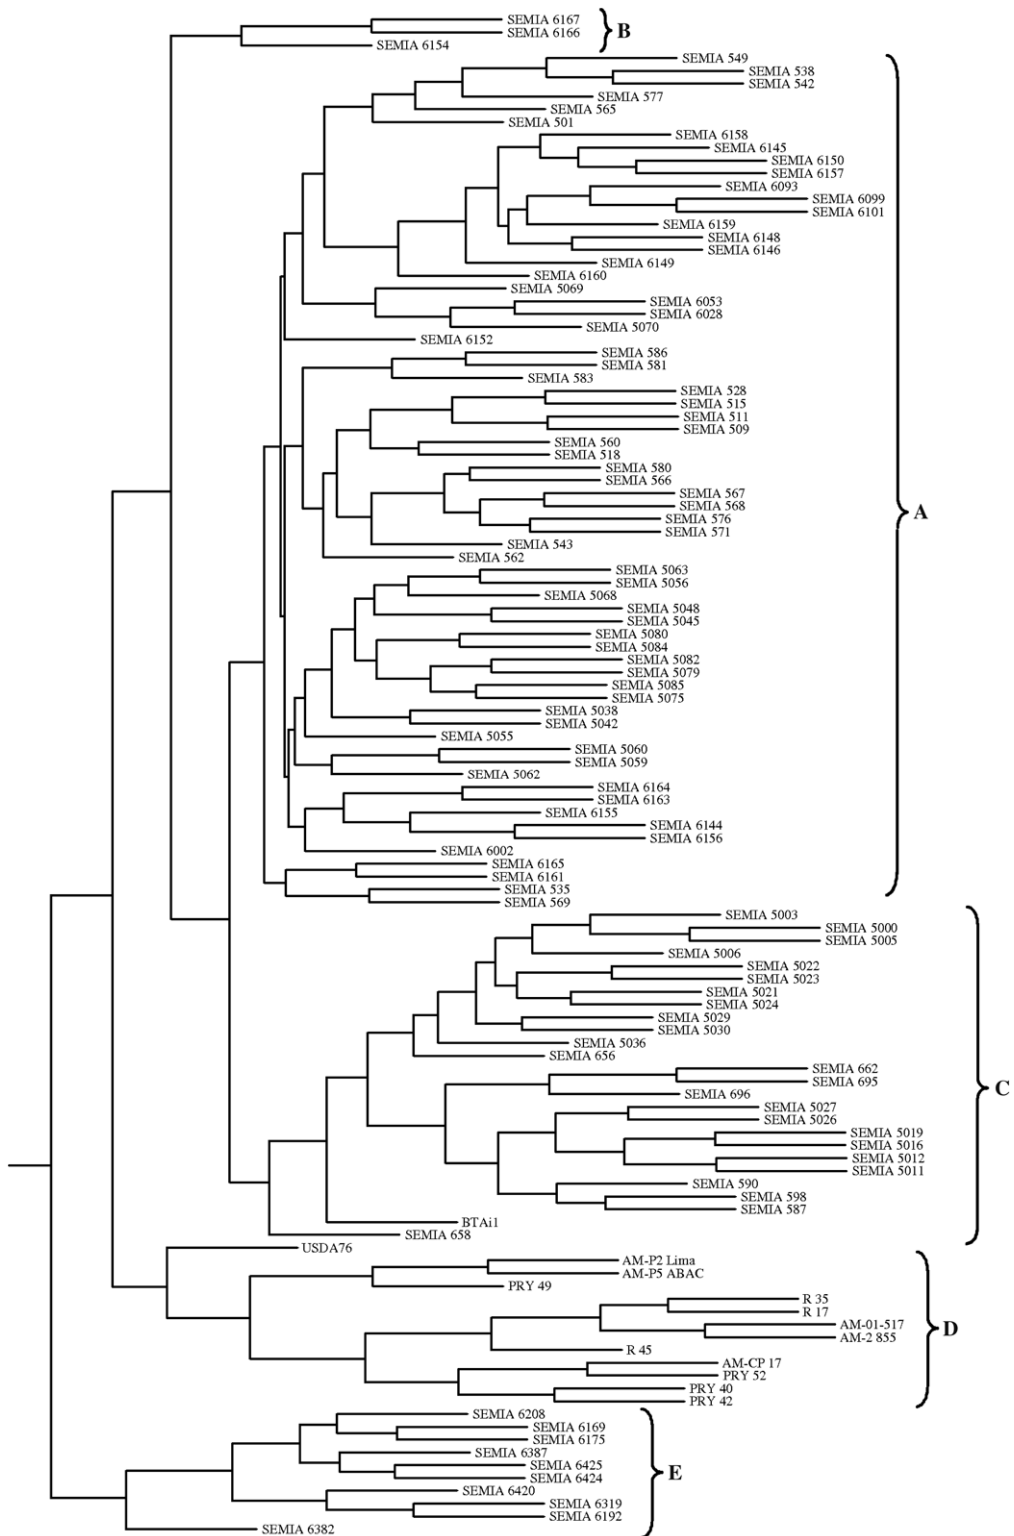 SEMIA 6167
SEMIA 6166
B
SEMIA 6154
SEMIA 549
SEMIA 538
SEMIA 542
SEMIA 577
SEMIA 565
SEMIA 501
SEMIA 6158
SEMIA 6145
SEMIA 6150
SEMIA 6157
SEMIA 6093
SEMIA 6099
SEMIA 6101
SEMIA 6159
SEMIA 6148
SEMIA 6146
SEMIA 6149
SEMIA 6160
SEMIA 5069
SEMIA 6053
SEMIA 6028
SEMIA 5070
SEMIA 6152
SEMIA 586
SEMIA 581
SEMIA 583
SEMIA 528
SEMIA 515
SEMIA 511
SEMIA 509
SEMIA 560
SEMIA 518
SEMIA 580
SEMIA 566
SEMIA 567
SEMIA 568
A
SEMIA 576
SEMIA 571
SEMIA 543
SEMIA 562
SEMIA 5063
SEMIA 5056
SEMIA 5068
SEMIA 5048
SEMIA 5045
SEMIA 5080
SEMIA 5084
SEMIA 5082
SEMIA 5079
SEMIA 5085
SEMIA 5075
SEMIA 5038
SEMIA 5042
SEMIA 5055
SEMIA 5060
SEMIA 5059
SEMIA 5062
SEMIA 6164
SEMIA 6163
SEMIA 6155
SEMIA 6144
SEMIA 6156
SEMIA 6002
SEMIA 6165
SEMIA 6161
SEMIA 535
SEMIA 569
SEMIA 5003
SEMIA 5000
SEMIA 5005
SEMIA 5006
SEMIA 5022
SEMIA 5023
SEMIA 5021
SEMIA 5024
SEMIA 5029
SEMIA 5030
SEMIA 5036
SEMIA 656
SEMIA 662
SEMIA 695
C
SEMIA 696
SEMIA 5027
SEMIA 5026
SEMIA 5019
SEMIA 5016
SEMIA 5012
SEMIA 5011
SEMIA 590
SEMIA 598
SEMIA 587
BTAi1
SEMIA 658
USDA76
AM-P2 Lima
AM-P5 ABAC
PRY 49
R 35
R 17
AM-01-517
D
AM-2 855
R 45
AM-CP 17
PRY 52
PRY 40
PRY 42
SEMIA 6208
SEMIA 6169
SEMIA 6175
SEMIA 6387
SEMIA 6425
E
SEMIA 6424
SEMIA 6420
SEMIA 6319
SEMIA 6192
SEMIA 6382